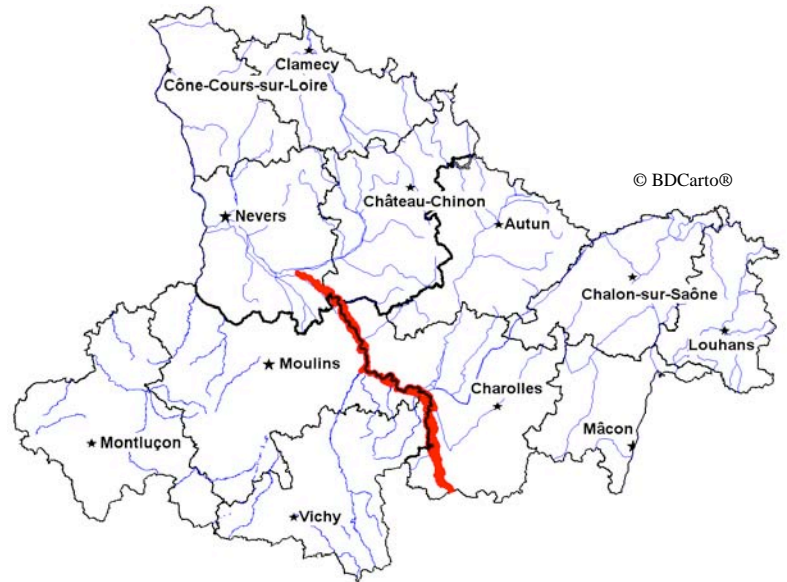 Clamecy
Cône-Cours-sur-Loire
© BDCarto®
Château-Chinon
Nevers
Autun
Chalon-sur-Saône
Louhans
Moulins
Charolles
Mâcon
Montluçon
Vichy